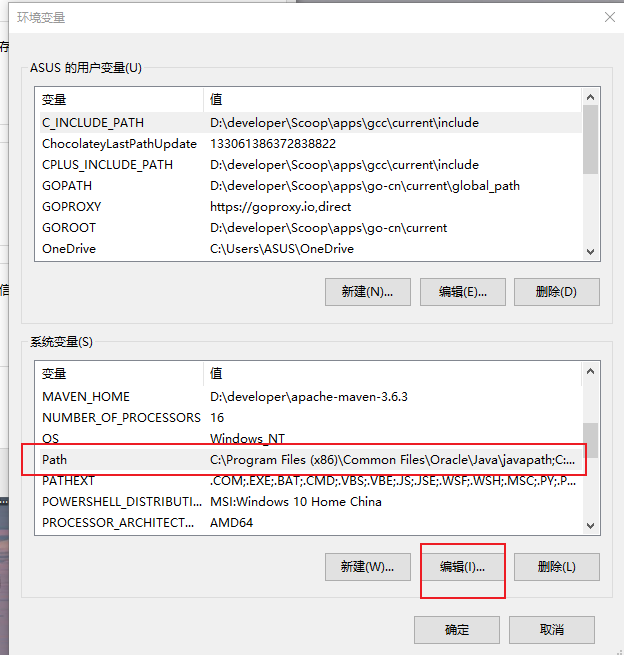 环境变量
存
ASUS 的用户变量(U)
变量 值
C_INCLUDE_PATH D:\developer\Scoop\apps\gcc\current\include
ChocolateyLastPathUpdate 133061386372838822
CPLUS_INCLUDE_PATH D:\developer\Scoop\apps\gcc\current\include
GOPATH D:\developer\Scoop\apps\go-cn\current\global_path
GOPROXY https://goproxy.io,direct
GOROOT D:\developer\Scoop\apps\go-cn\current
OneDrive C:\Users\ASUS\OneDrive
信
新建(N)... 编辑(E)... 删除(D)
系统变量(S)
变量 值
MAVEN_HOME D:\developer\apache-maven-3.6.3
NUMBER_OF_PROCESSORS 16
OS Windows_NT
Path C:\Program Files (x86)\Common Files\Oracle\Java\javapath;C:...
PATHEXT .COM;.EXE;.BAT;.CMD;.VBS;.VBE;.JS;.JSE;.WSF;.WSH;.MSC;.PY;.P...
POWERSHELL_DISTRIBUTI... MSI:Windows 10 Home China
PROCESSOR_ARCHITECT... AMD64
新建(W)... 编辑(I)... 删除(L)
确定 取消